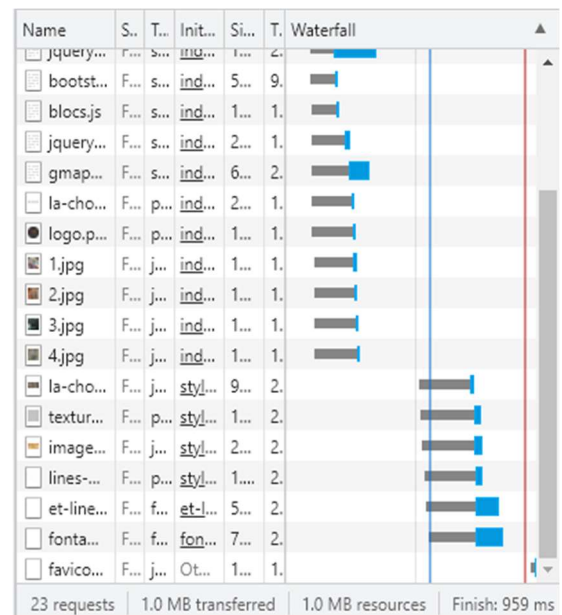 Name S.. T... Init... Si... T. Waterfall
jquery... F... s... ind... 1... 2.
bootst... F... s... ind... 5... 9.
blocs.js F... s... ind... 1... 1.
jquery... F... s... ind... 2... 1.
gmap... F... s... ind... 6... 2.
la-cho... F... p... ind... 2... 1.
logo.p... F... p... ind... 1... 1.
1.jpg F... j... ind... 1... 1.
2.jpg F... j... ind... 1... 1.
3.jpg F... j... ind... 1... 1.
4.jpg F... j... ind... 1... 1.
la-cho... F... j... styl... 9... 2.
textur... F... p... styl... 1... 2.
image... F... j... styl... 2... 2.
lines-... F... p... styl... 1.... 2.
et-line... F... f... et-l... 5... 2.
fonta... F... f... fon... 7... 2.
favico... F... j... Ot... 1... 1.
23 requests 1.0 MB transferred 1.0 MB resources Finish: 959 ms